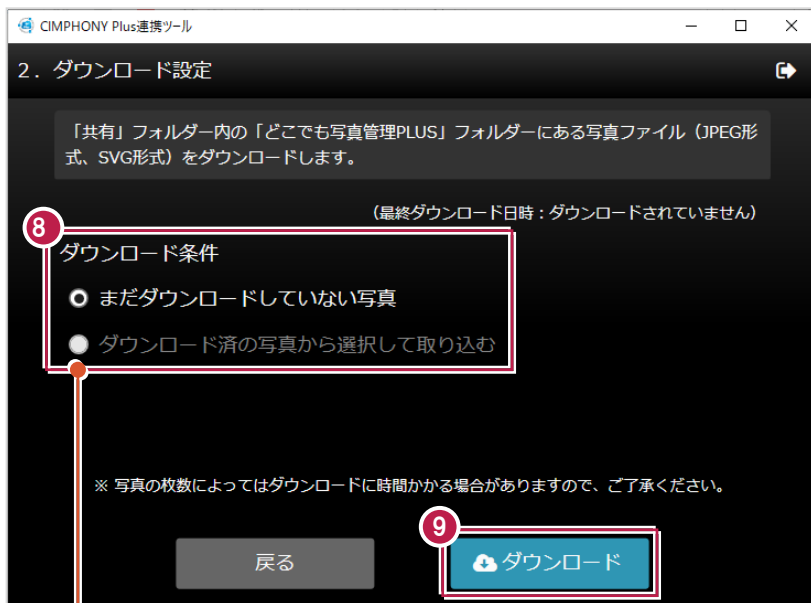 CIMPHONY Plus連携ツール
2. ダウンロード設定
「共有」フォルダー内の「どこでも写真管理PLUS」フォルダーにある写真ファイル（JPEG形
式、SVG形式）をダウンロードします。
（最終ダウンロード日時：ダウンロードされていません）
8
ダウンロード条件
まだダウンロードしていない写真
ダウンロード済の写真から選択して取り込む
※ 写真の枚数によってはダウンロードに時間かかる場合がありますので、ご了承ください。
9
戻る
ダウンロード